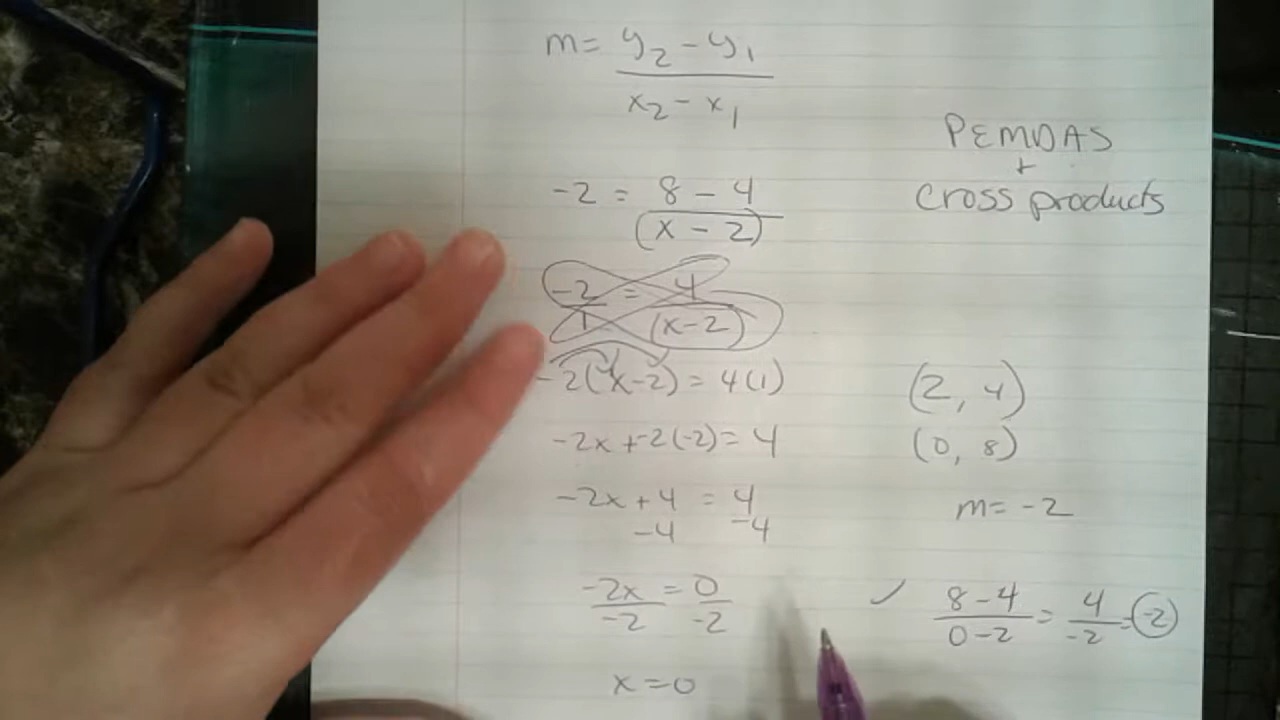 m = y₂ - y₁
x₂ - x₁
PEMDAS
+
Cross products
-2 = 8 - 4
(x - 2)
-2 = 4
1 (x-2)
-2(x-2) = 4(1)
-2x + -2(-2) = 4
-2x + 4 = 4
-4 -4
-2x = 0
-2 -2
x = 0
(2, 4)
(0, 8)
m = -2
✓ 8-4 = 4 = -2
0-2 -2